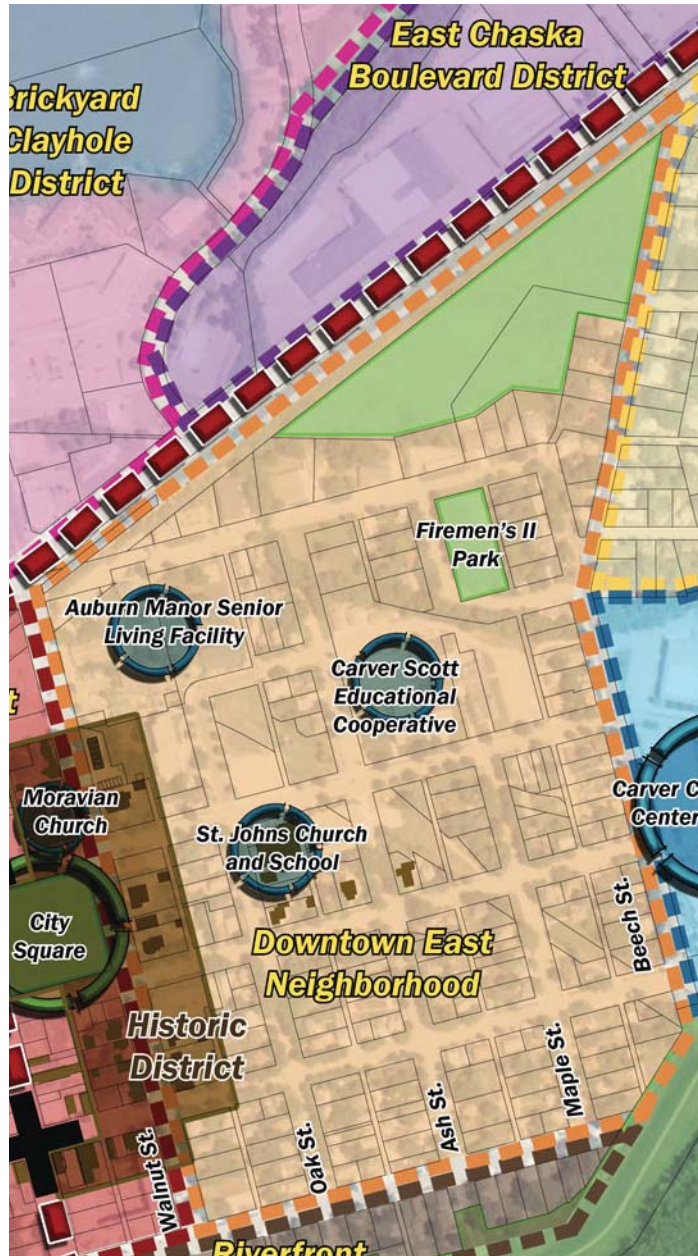 East Chaska
Boulevard District
Brickyard
Clayhole
District
Firemen's II
Park
Auburn Manor Senior
Living Facility
Carver Scott
Educational
Cooperative
Moravian
Church
St. Johns Church
and School
Carver C
Center
City
Square
Downtown East
Neighborhood
Beech St.
Historic
District
Maple St.
Ash St.
Oak St.
Walnut St.
Riverfront